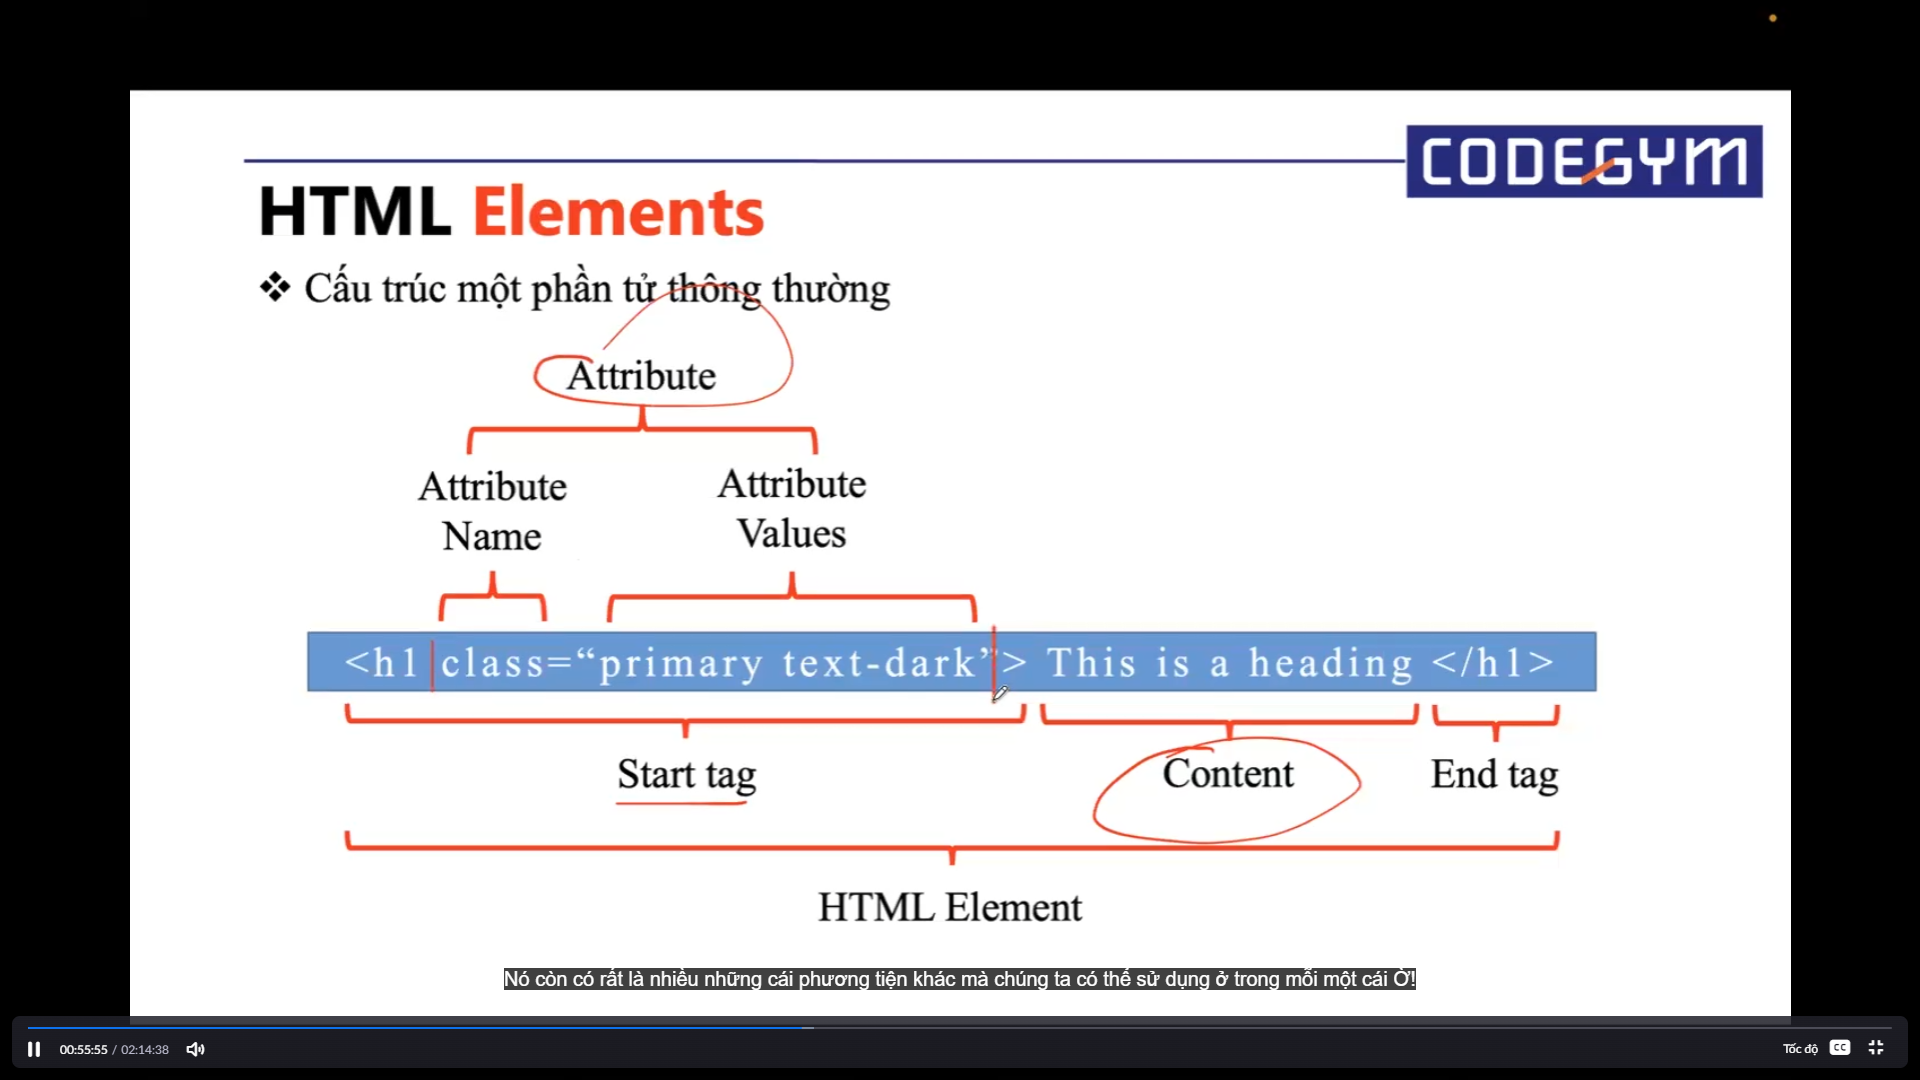 CODEGYM
HTML Elements
❖ Cấu trúc một phần tử thông thường
Attribute
Attribute Name
Attribute Values
<h1 class=“primary text-dark”> This is a heading </h1>
Start tag
Content
End tag
HTML Element
Nó còn có rất là nhiều những cái phương tiện khác mà chúng ta có thể sử dụng ở trong mỗi một cái Ờ!
00:55:55 / 02:14:38
Tốc độ
CC